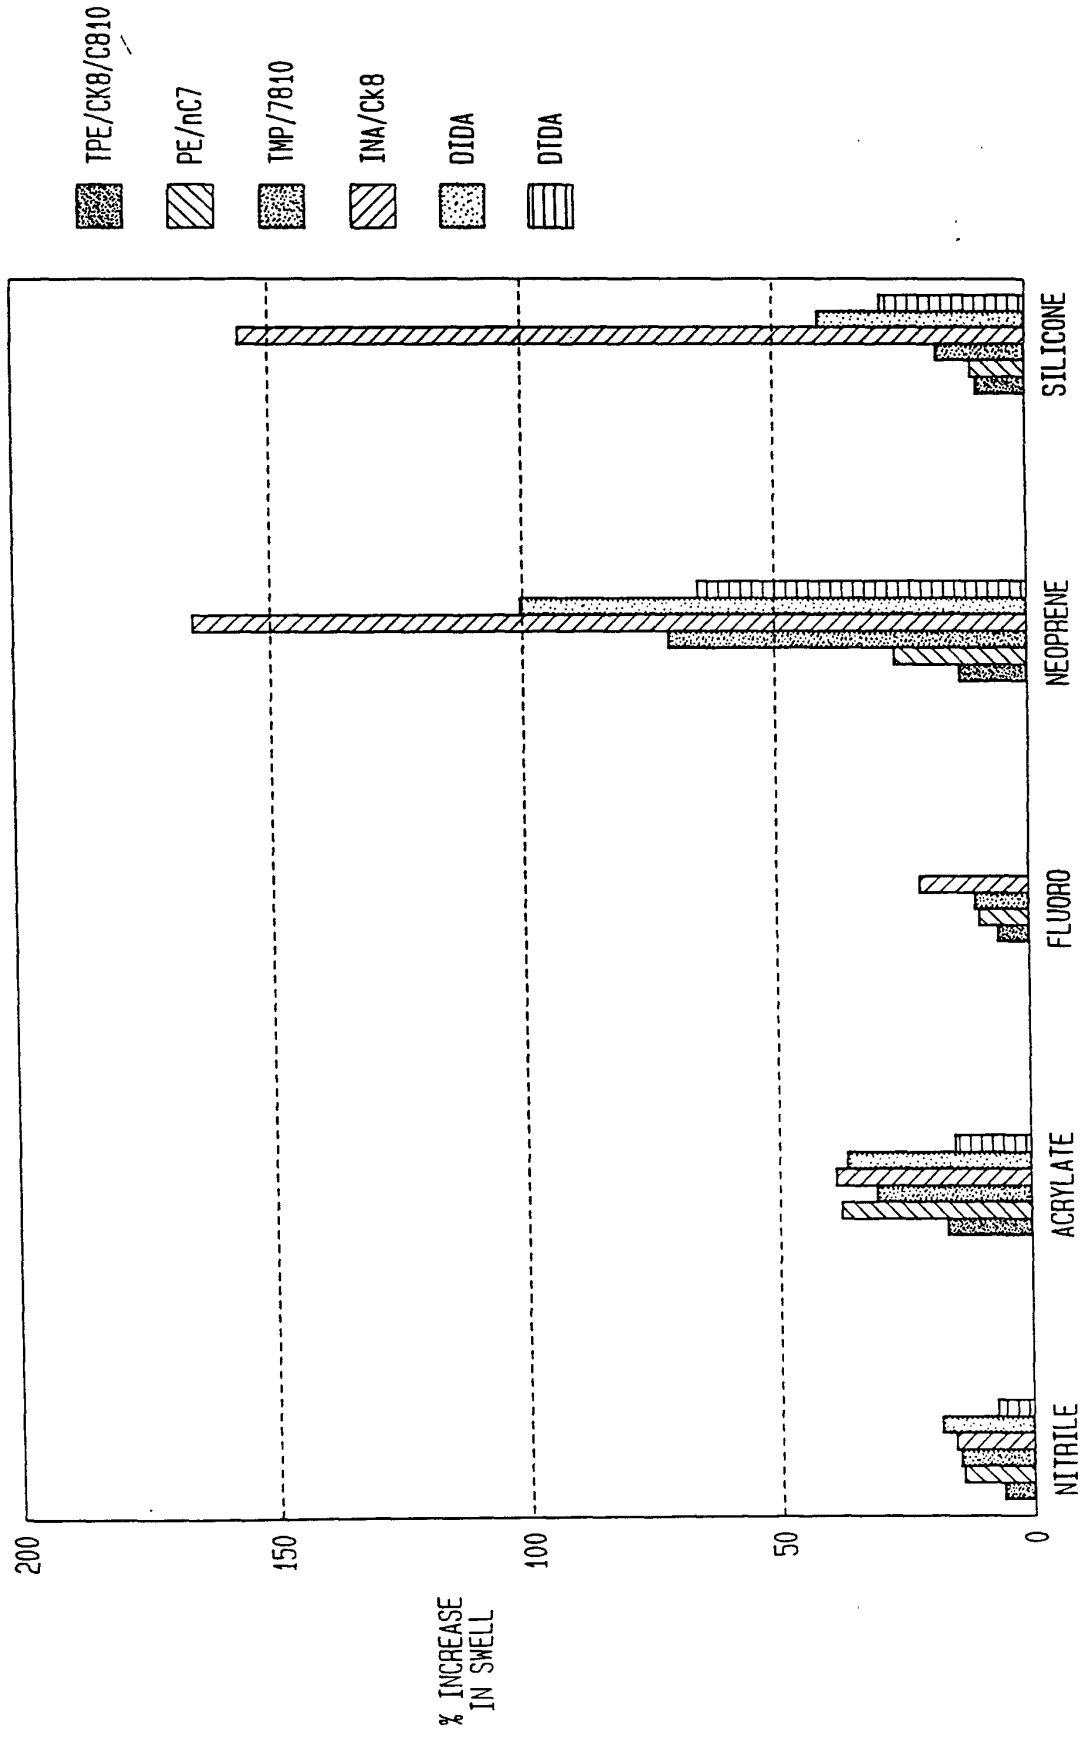 200
150
100
50
0
% INCREASE
IN SWELL
NITRILE
ACRYLATE
FLUORO
NEOPRENE
SILICONE
TPE/CK8/C810
PE/nC7
TMP/7810
INA/Ck8
DIDA
DTDA